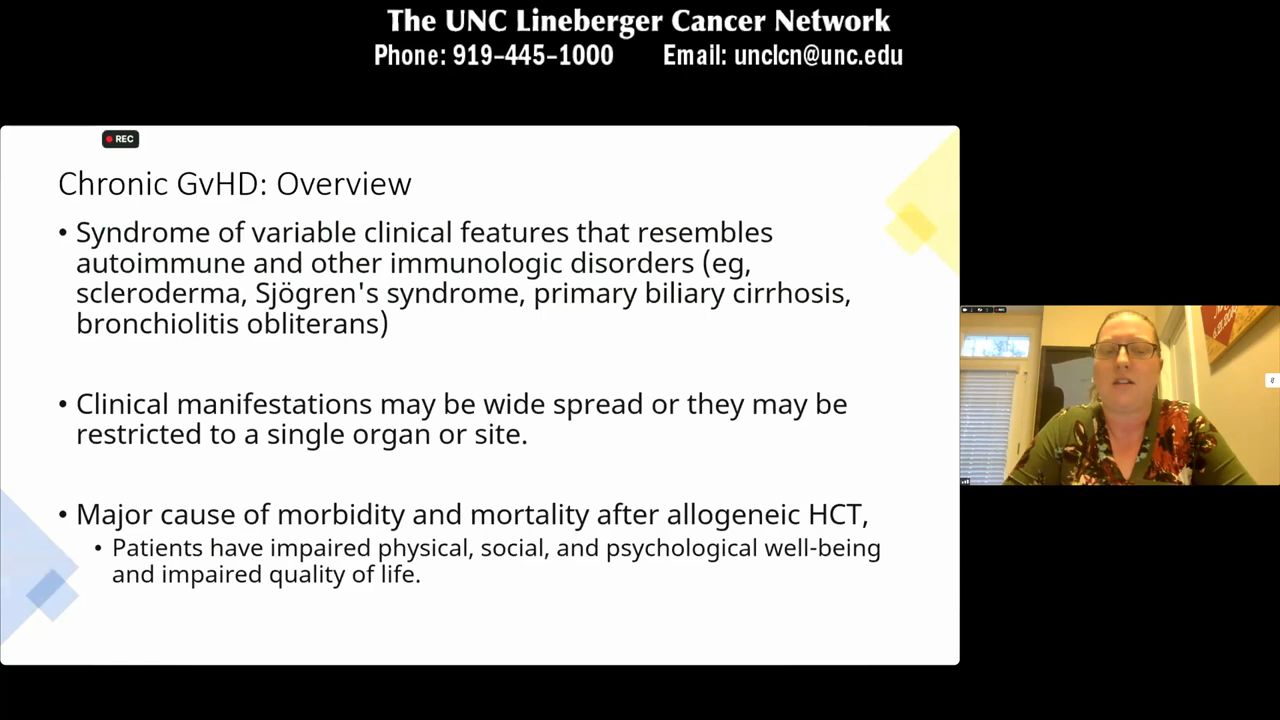 The UNC Lineberger Cancer Network
Phone: 919-445-1000 Email: unclcn@unc.edu
REC
Chronic GvHD: Overview
• Syndrome of variable clinical features that resembles
autoimmune and other immunologic disorders (eg,
scleroderma, Sjögren's syndrome, primary biliary cirrhosis,
bronchiolitis obliterans)
• Clinical manifestations may be wide spread or they may be
restricted to a single organ or site.
• Major cause of morbidity and mortality after allogeneic HCT,
• Patients have impaired physical, social, and psychological well-being
and impaired quality of life.